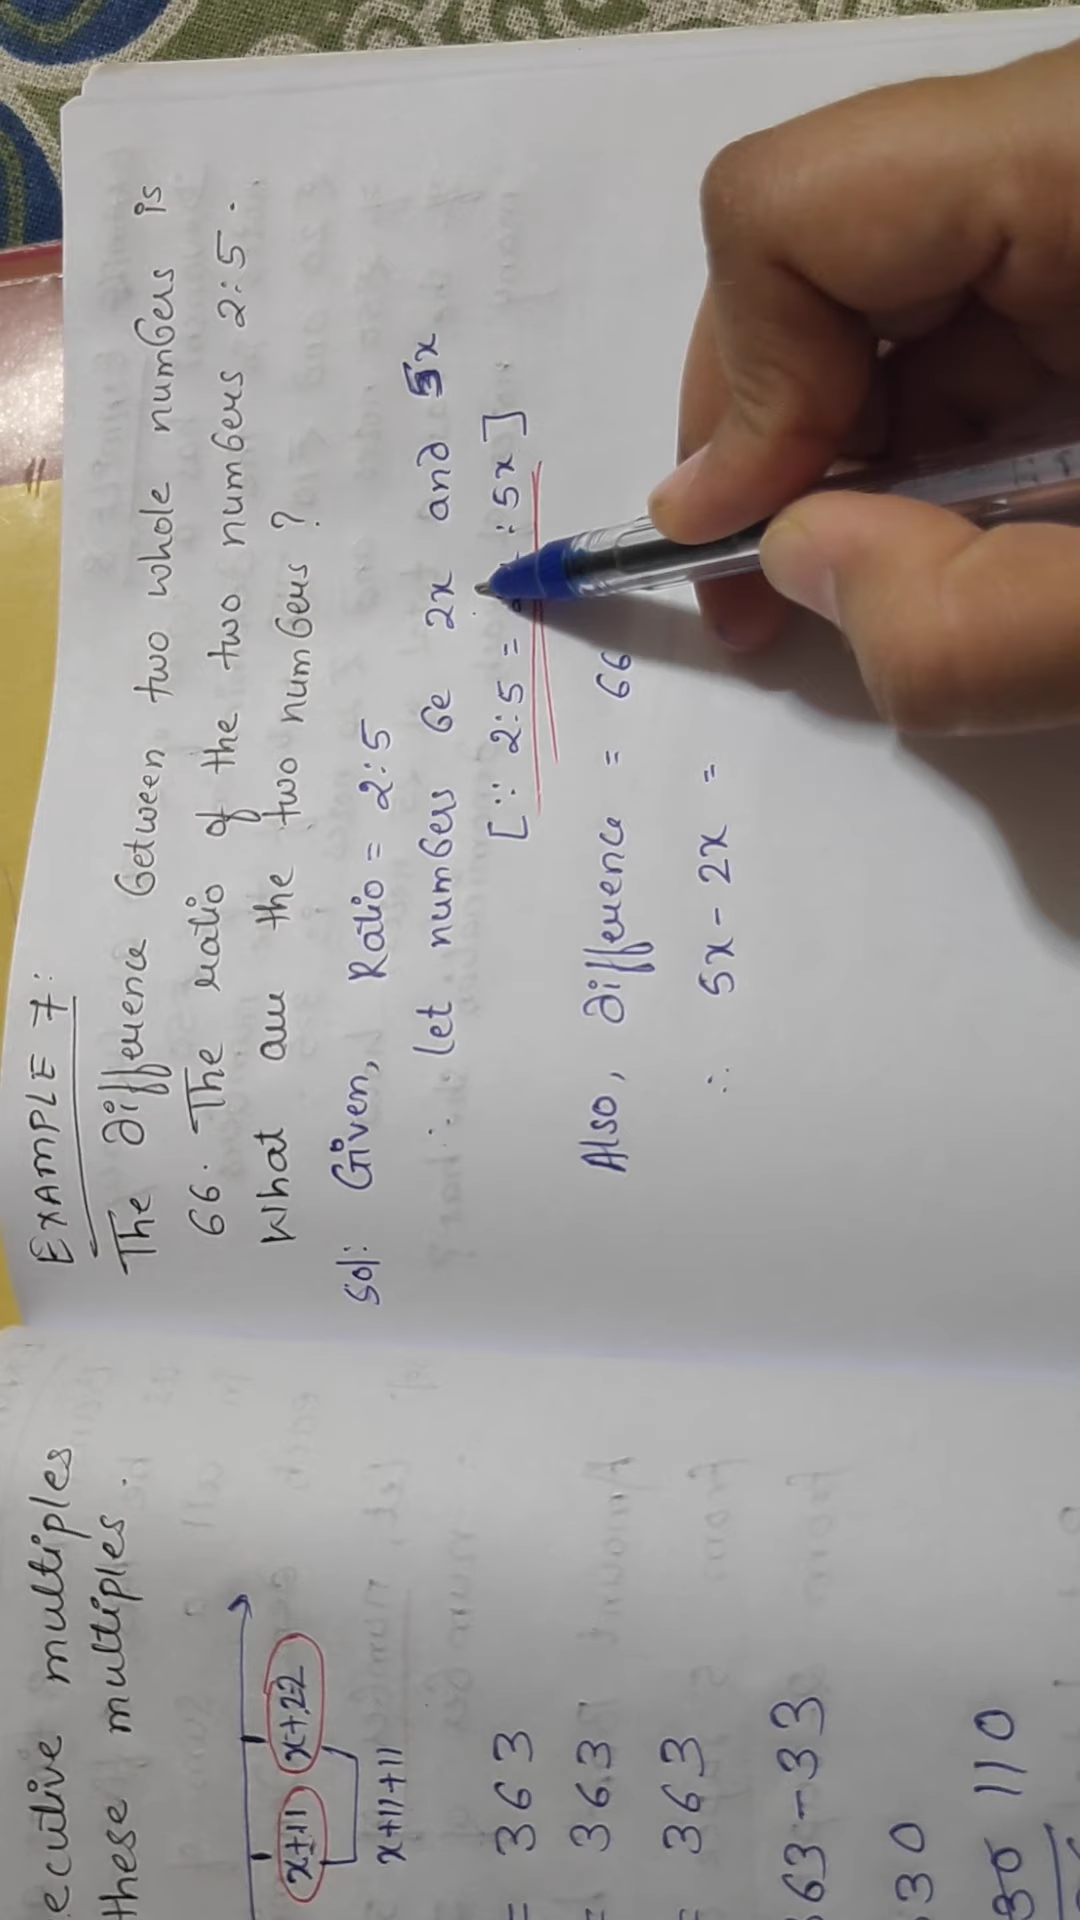 EXAMPLE 7:
The difference between two whole numbers is
66. The ratio of the two numbers 2:5.
What are the two numbers?
Sol: Given, Ratio = 2:5
Let numbers be 2x and 5x
[∵ 2:5 = : 5x]
Also, difference = 66
∴ 5x - 2x =
ecutive multiples
these multiples.
x+11 x+22
x+11+11
= 363
= 363
= 363
63-33
30
110